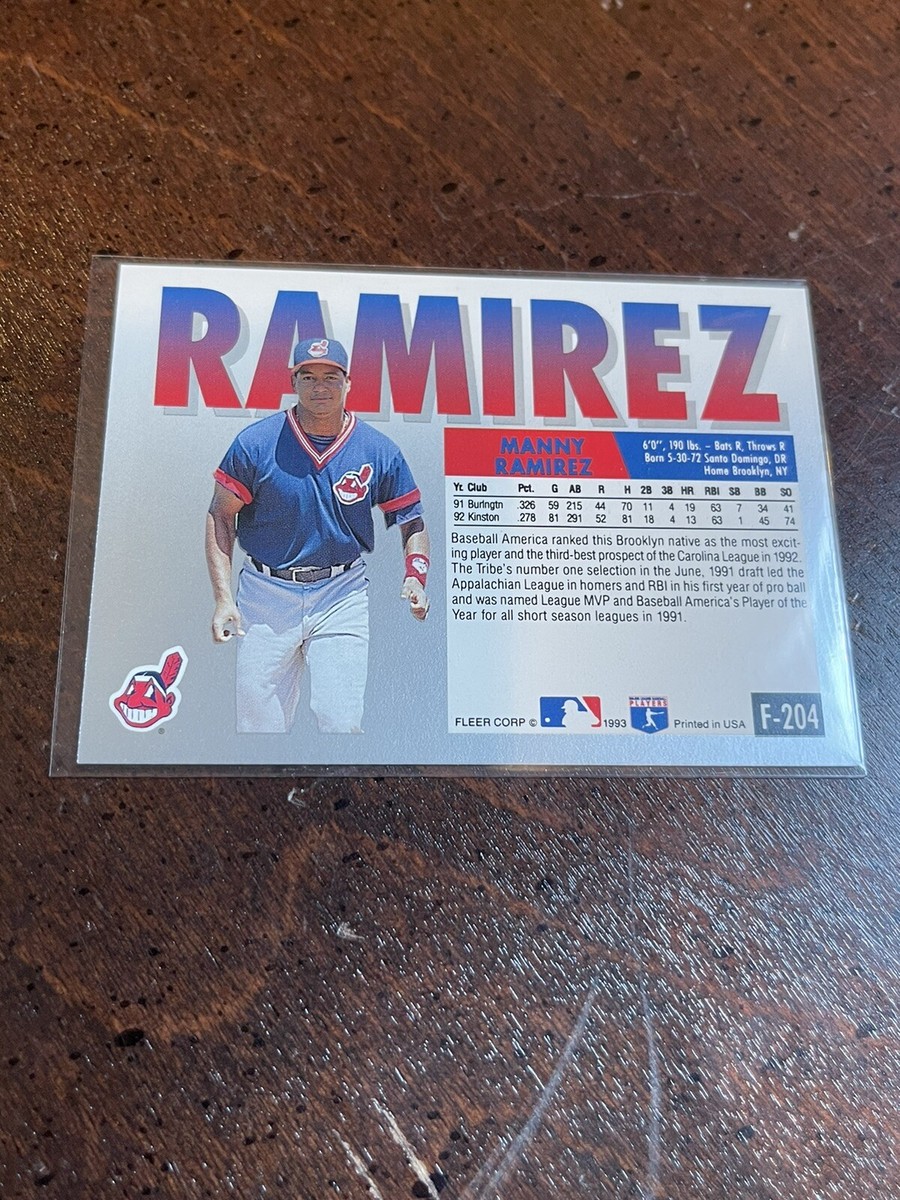 RAMIREZ
MANNY
RAMIREZ
6'0", 190 lbs. – Bats R, Throws R
Born 5-30-72 Santo Domingo, DR
Home Brooklyn, NY
Yr. Club Pct. G AB R H 2B 3B HR RBI SB BB SO
91 Burlngtn .326 59 215 44 70 11 4 19 63 7 34 41
92 Kinston .278 81 291 52 81 18 4 13 63 1 45 74
Baseball America ranked this Brooklyn native as the most excit-
ing player and the third-best prospect of the Carolina League in 1992.
The Tribe's number one selection in the June, 1991 draft led the
Appalachian League in homers and RBI in his first year of pro ball
and was named League MVP and Baseball America's Player of the
Year for all short season leagues in 1991.
FLEER CORP © 1993 PLAYERS Printed in USA F-204